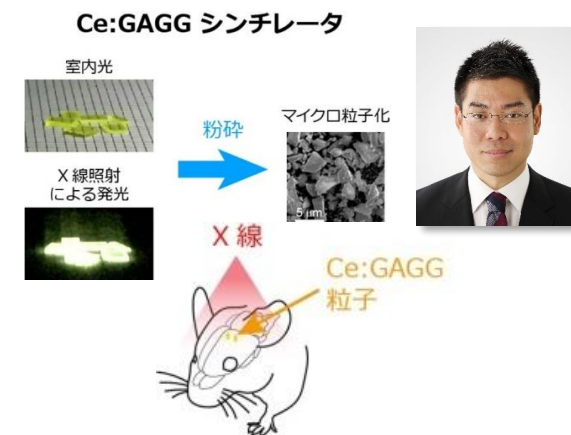 Ce:GAGG シンチレータ
室内光
粉砕
マイクロ粒子化
X線照射
による発光
5 μm
X 線
Ce:GAGG
粒子